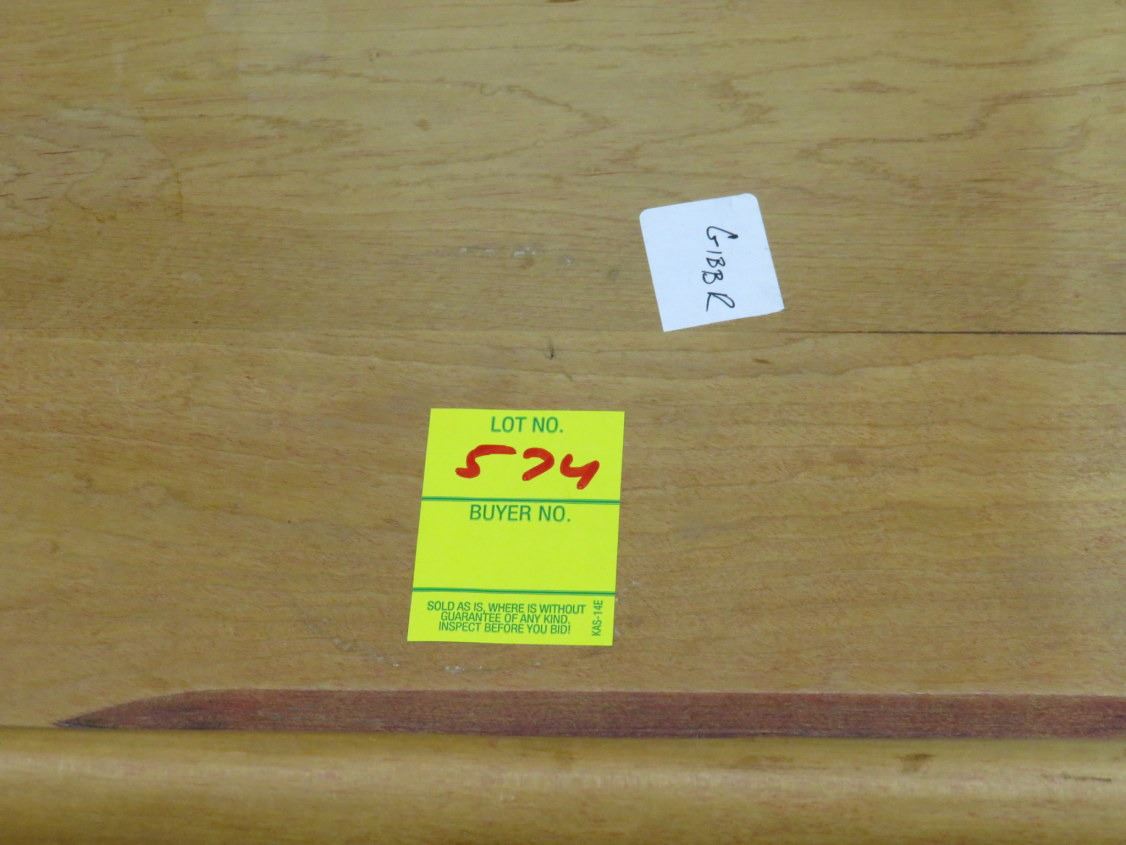 GIBBR
LOT NO.
574
BUYER NO.
SOLD AS IS, WHERE IS WITHOUT
GUARANTEE OF ANY KIND.
INSPECT BEFORE YOU BID!
KAS-14E